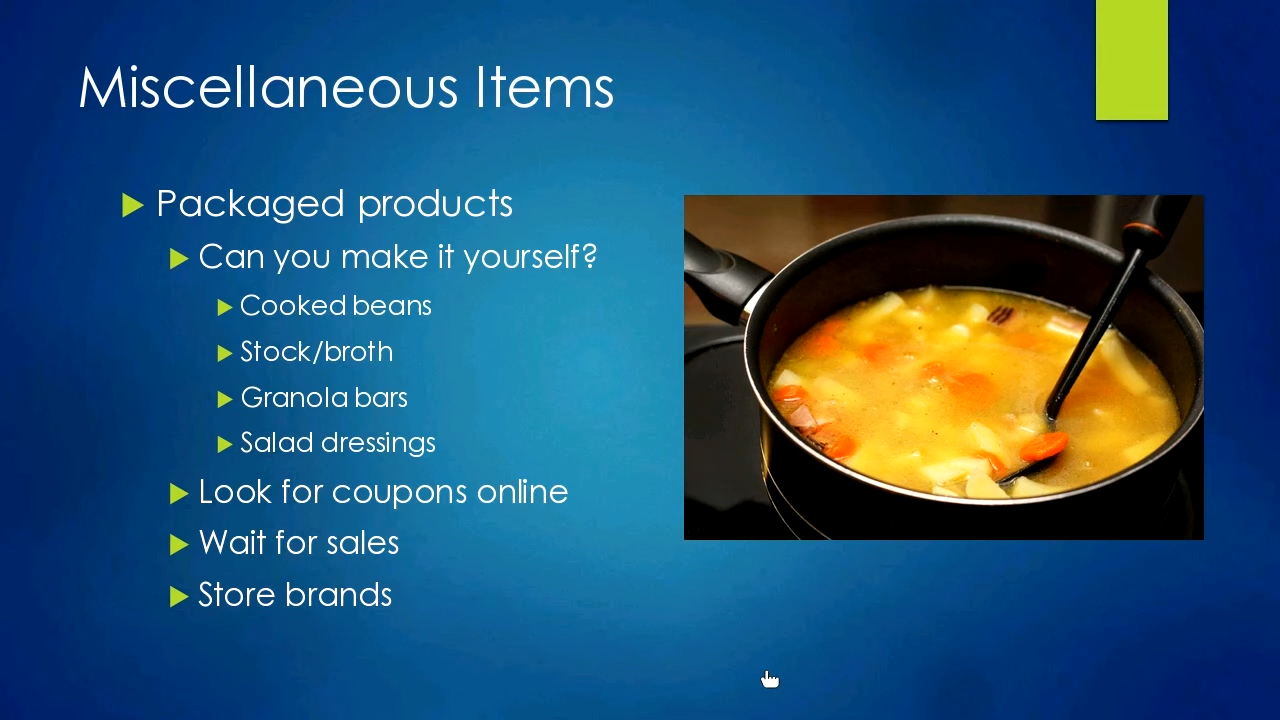 Miscellaneous Items
Packaged products
Can you make it yourself?
Cooked beans
Stock/broth
Granola bars
Salad dressings
Look for coupons online
Wait for sales
Store brands